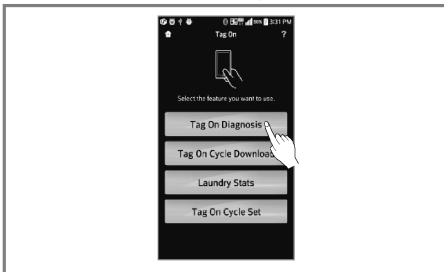 3:31 PM
Tag On ?
Select the feature you want to use.
Tag On Diagnosis
Tag On Cycle Download
Laundry Stats
Tag On Cycle Set